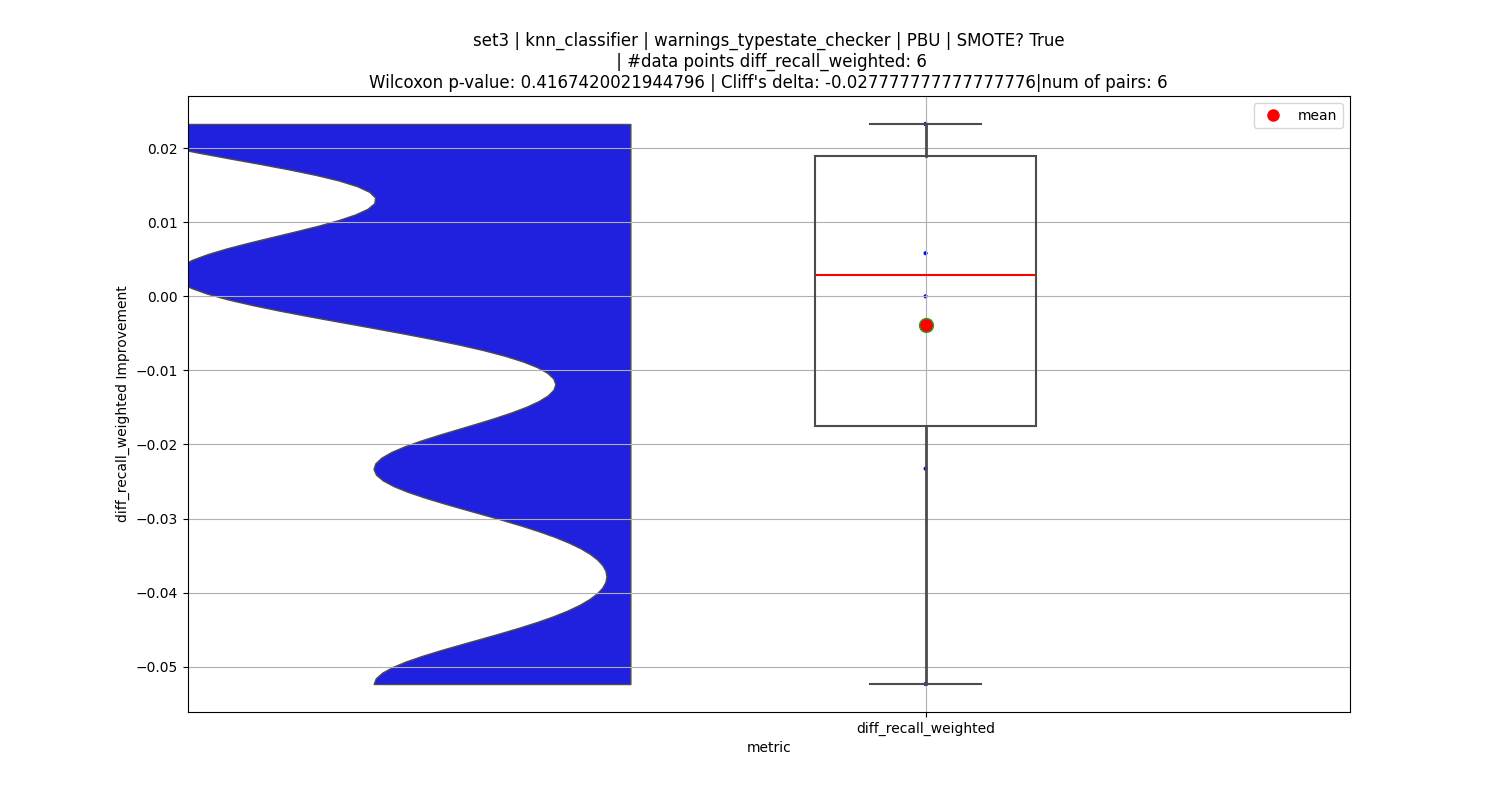 set3 | knn_classifier | warnings_typestate_checker | PBU | SMOTE? True
| #data points diff_recall_weighted: 6
Wilcoxon p-value: 0.4167420021944796 | Cliff's delta: -0.027777777777777776|num of pairs: 6
mean
0.02
0.01
0.00
−0.01
−0.02
−0.03
−0.04
−0.05
diff_recall_weighted Improvement
diff_recall_weighted
metric